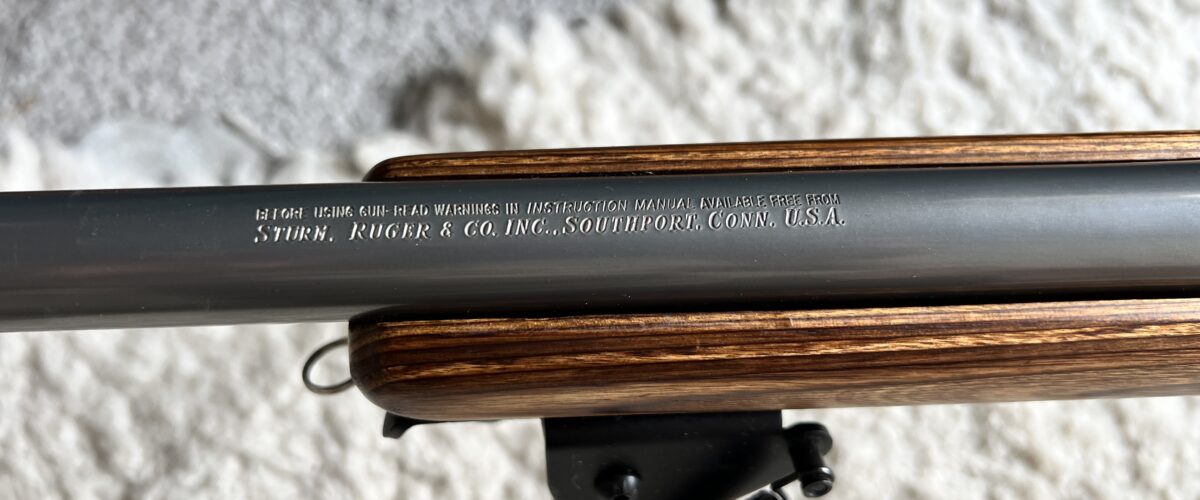 BEFORE USING GUN- READ WARNINGS IN INSTRUCTION MANUAL AVAILABLE FREE FROM
STURM, RUGER & CO. INC., SOUTHPORT, CONN. U.S.A.